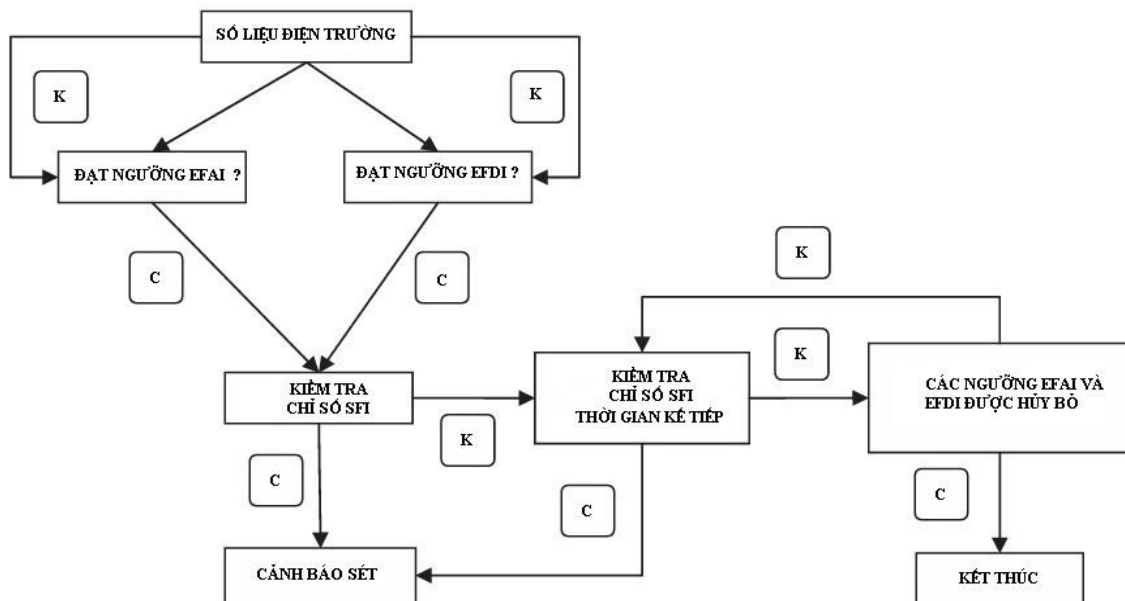 SỐ LIỆU ĐIỆN TRƯỜNG
K
K
ĐẠT NGƯỠNG EFAI ?
ĐẠT NGƯỠNG EFDI ?
C
C
K
KIỂM TRA
CHỈ SỐ SFI
K
KIỂM TRA
CHỈ SỐ SFI
THỜI GIAN KẾ TIẾP
K
CÁC NGƯỠNG EFAI VÀ
EFDI ĐƯỢC HỦY BỎ
C
C
C
CẢNH BÁO SÉT
KẾT THÚC